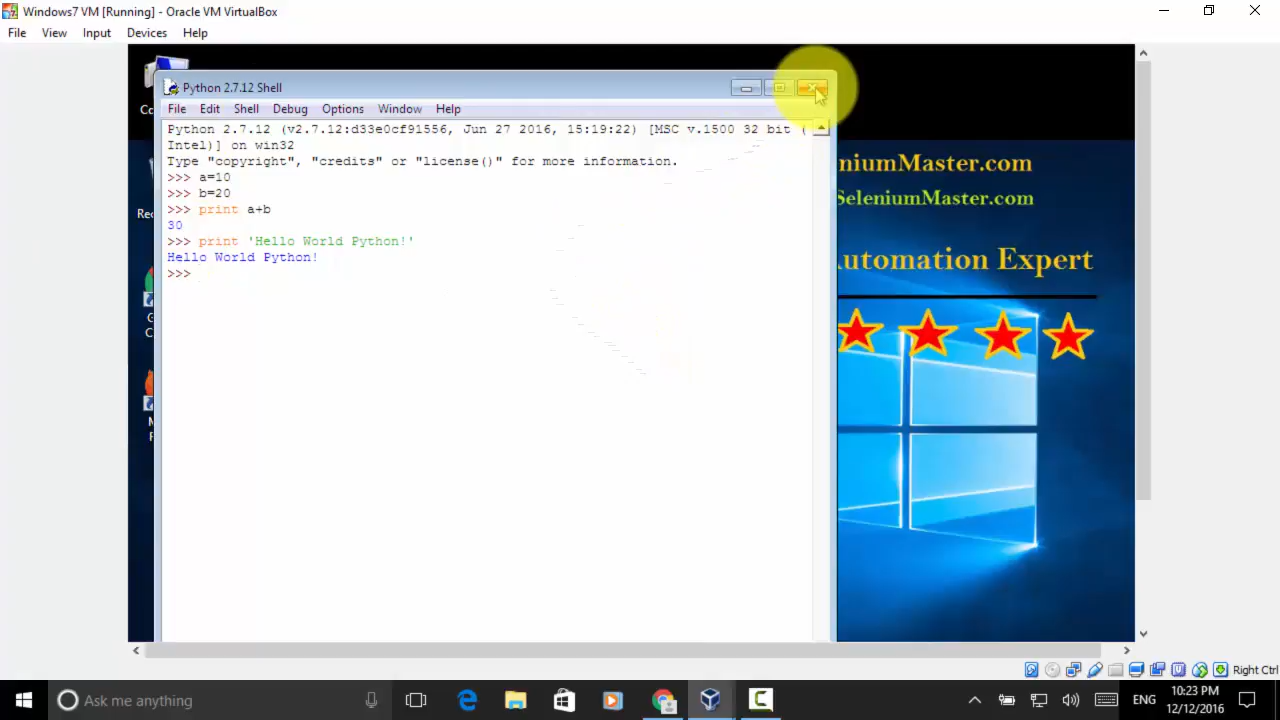 Windows7 VM [Running] - Oracle VM VirtualBox
File View Input Devices Help
Python 2.7.12 Shell
File Edit Shell Debug Options Window Help
Python 2.7.12 (v2.7.12:d33e0cf91556, Jun 27 2016, 15:19:22) [MSC v.1500 32 bit (
Intel)] on win32
Type "copyright", "credits" or "license()" for more information.
>>> a=10
>>> b=20
>>> print a+b
30
>>> print 'Hello World Python!'
Hello World Python!
>>>
niumMaster.com
SeleniumMaster.com
utomation Expert
Right Ctrl
Ask me anything
ENG
10:23 PM
12/12/2016